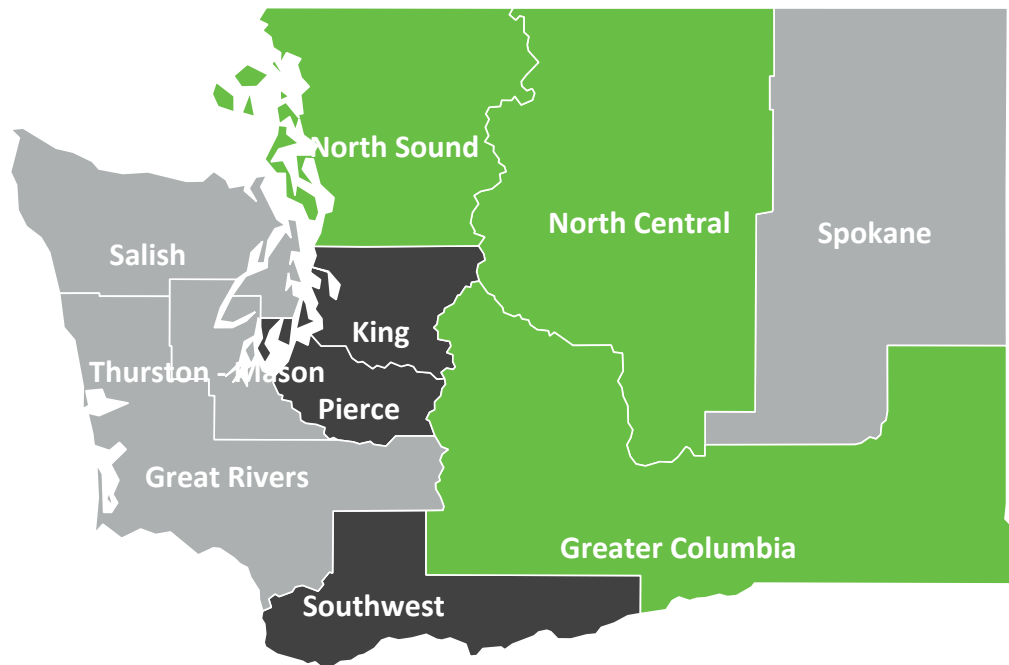 North Sound
North Central
Spokane
Salish
King
Thurston - Mason
Pierce
Great Rivers
Greater Columbia
Southwest